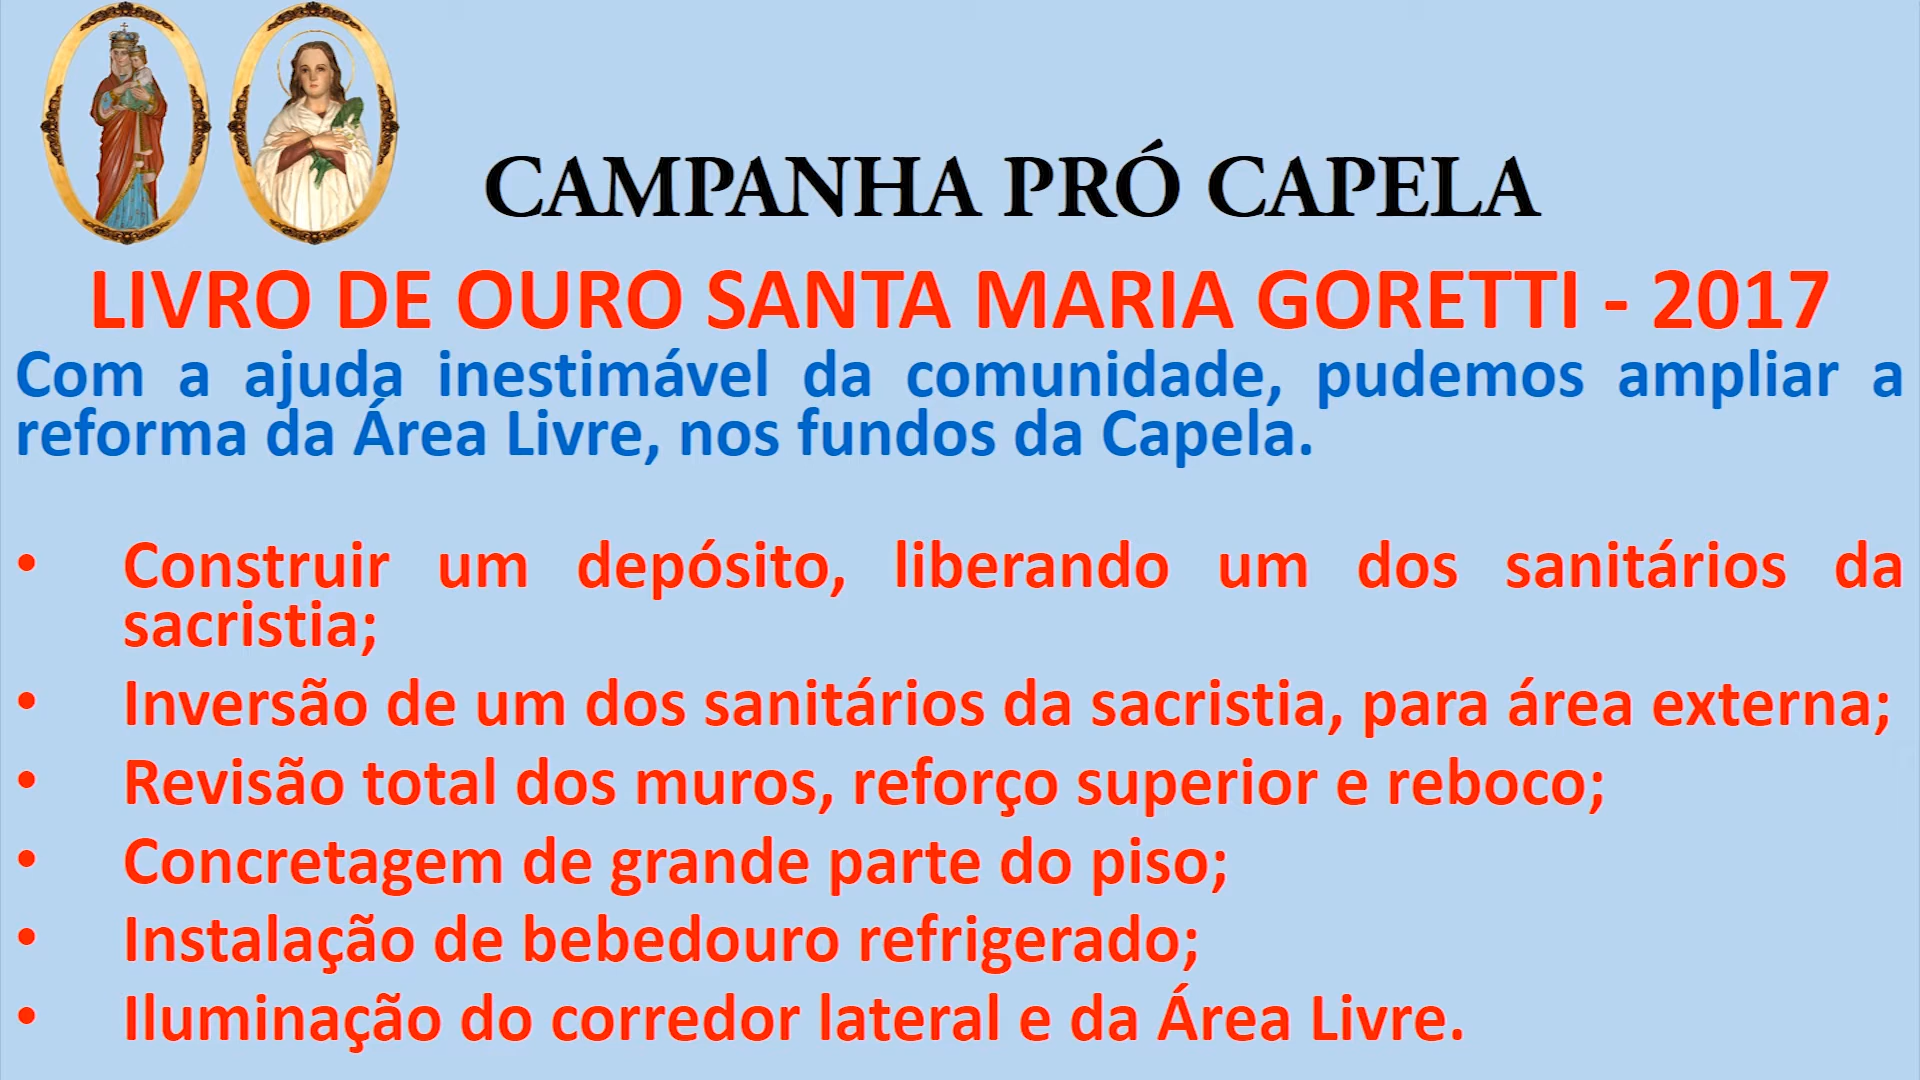 CAMPANHA PRÓ CAPELA
LIVRO DE OURO SANTA MARIA GORETTI - 2017
Com a ajuda inestimável da comunidade, pudemos ampliar a
reforma da Área Livre, nos fundos da Capela.
• Construir um depósito, liberando um dos sanitários da
sacristia;
• Inversão de um dos sanitários da sacristia, para área externa;
• Revisão total dos muros, reforço superior e reboco;
• Concretagem de grande parte do piso;
• Instalação de bebedouro refrigerado;
• Iluminação do corredor lateral e da Área Livre.